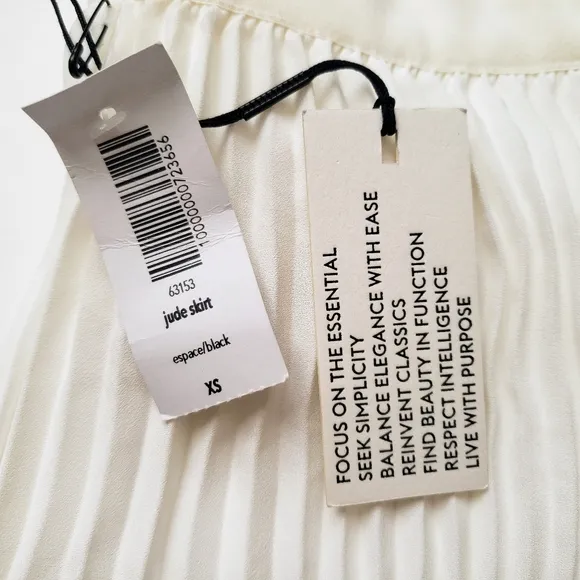 1000000723656
63153
jude skirt
espace/black
XS
FOCUS ON THE ESSENTIAL
SEEK SIMPLICITY
BALANCE ELEGANCE WITH EASE
REINVENT CLASSICS
FIND BEAUTY IN FUNCTION
RESPECT INTELLIGENCE
LIVE WITH PURPOSE